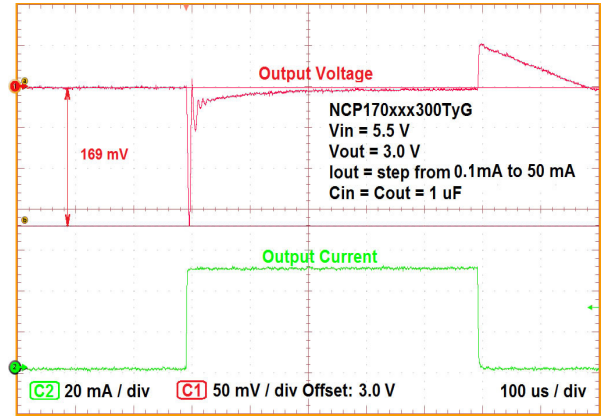 a
1
Output Voltage
NCP170xxx300TyG
Vin = 5.5 V
Vout = 3.0 V
Iout = step from 0.1mA to 50 mA
Cin = Cout = 1 uF
169 mV
b
Output Current
2
C2 20 mA / div C1 50 mV / div Offset: 3.0 V 100 us / div